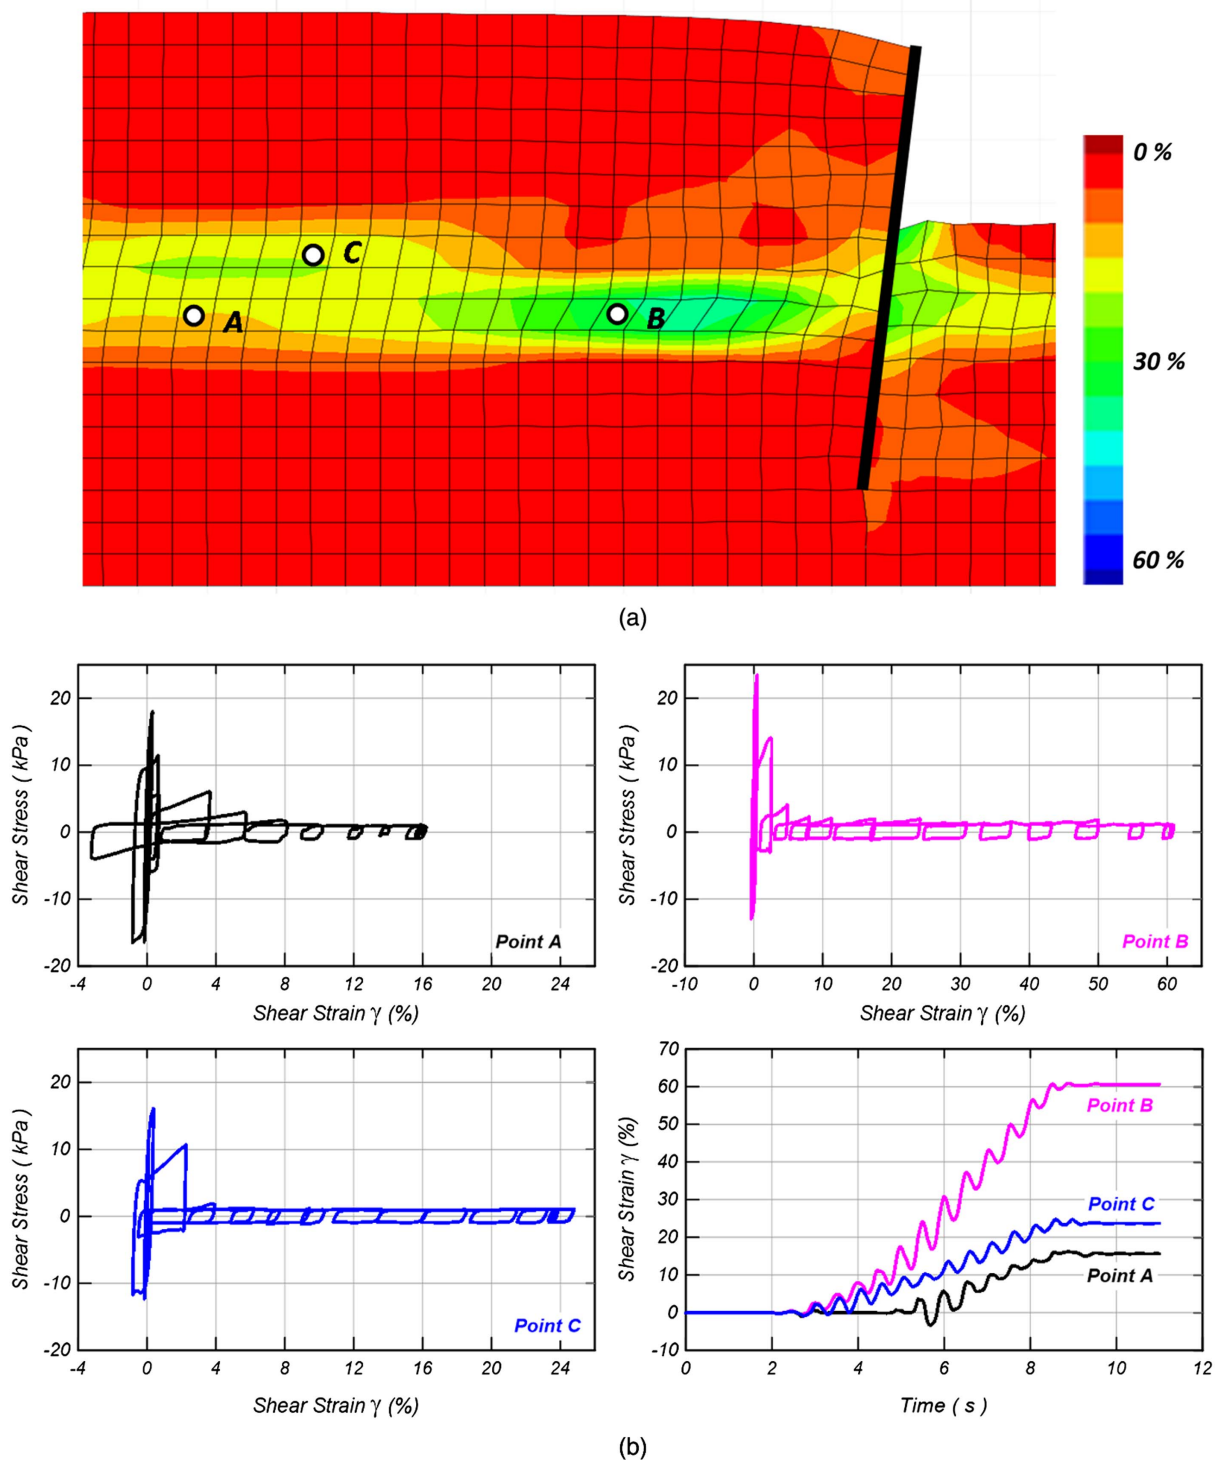 0 %
C
A
B
30 %
60 %
(a)
Shear Stress ( kPa)
20
10
0
-10
-20
Point A
-4 0 4 8 12 16 20 24
Shear Strain γ (%)
Shear Stress ( kPa)
20
10
0
-10
-20
Point B
-10 0 10 20 30 40 50 60
Shear Strain γ (%)
Shear Stress ( kPa)
20
10
0
-10
-20
Point C
-4 0 4 8 12 16 20 24
Shear Strain γ (%)
Shear Strain γ (%)
70
60
50
40
30
20
10
0
-10
Point B
Point C
Point A
0 2 4 6 8 10 12
Time ( s )
(b)